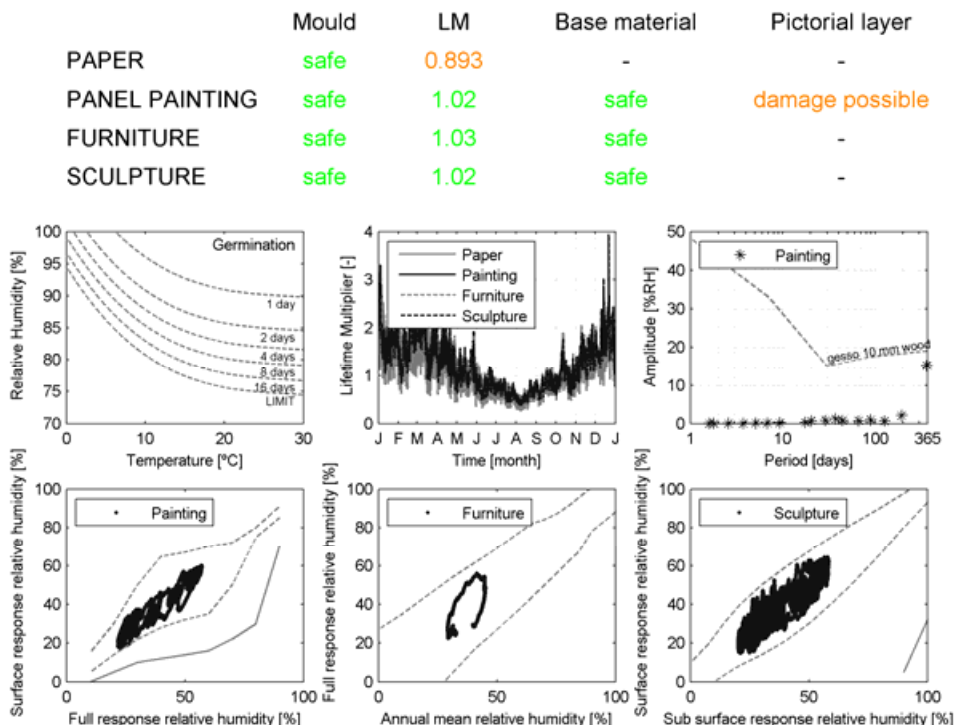 Mould LM Base material Pictorial layer
PAPER safe 0.893 - -
PANEL PAINTING safe 1.02 safe damage possible
FURNITURE safe 1.03 safe -
SCULPTURE safe 1.02 safe -
Relative Humidity [%]
100
95
90
85
80
75
70
Germination
1 day
2 days
4 days
8 days
16 days
LIMIT
0 10 20 30
Temperature [ºC]
Lifetime Multiplier [-]
4
3
2
1
0
Paper
Painting
Furniture
Sculpture
J F M A M J J A S O N D J
Time [month]
Amplitude [%RH]
50
40
30
20
10
0
Painting
gesso 10 mm wood
1 10 100 365
Period [days]
Surface response relative humidity [%]
100
80
60
40
20
0
Painting
0 50 100
Full response relative humidity [%]
Full response relative humidity [%]
100
80
60
40
20
0
Furniture
0 50 100
Annual mean relative humidity [%]
Surface response relative humidity [%]
100
80
60
40
20
0
Sculpture
0 50 100
Sub surface response relative humidity [%]